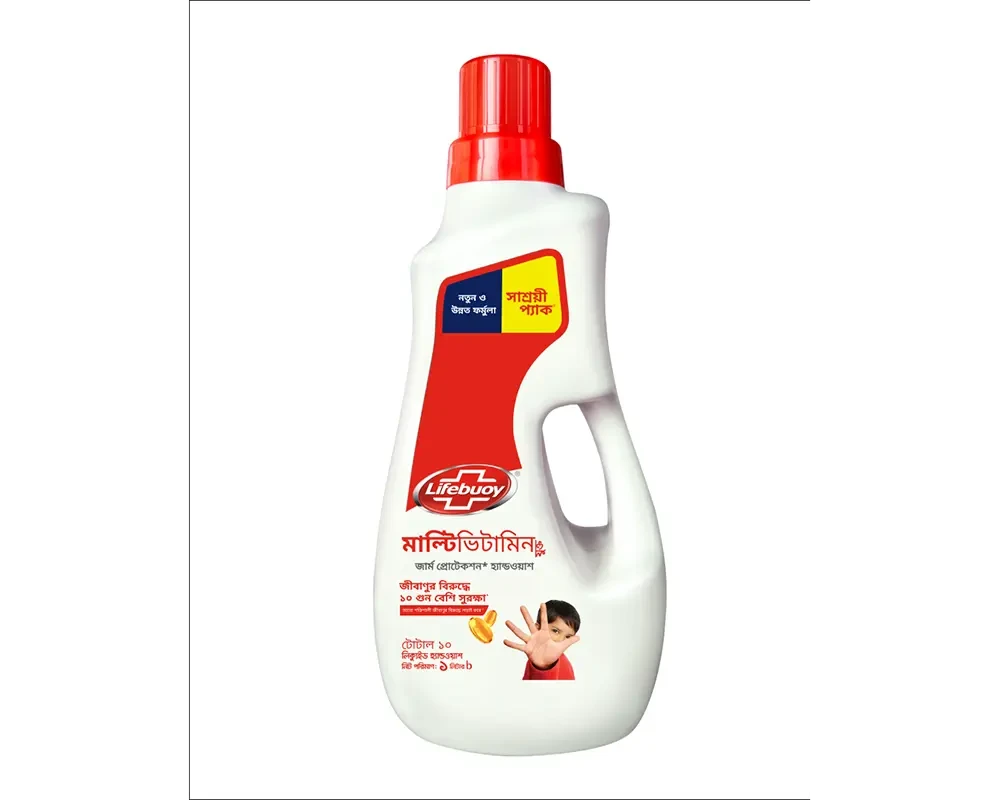 নতুন ও
উন্নত ফর্মুলা
সাশ্রয়ী
প্যাক
Lifebuoy
মাল্টিভিটামিন
জার্ম প্রোটেকশন* হ্যান্ডওয়াশ
জীবাণুর বিরুদ্ধে
১০ গুন বেশি সুরক্ষা
টোটাল ১০
লিকুইড হ্যান্ডওয়াশ
নিট পরিমাণ: ১ লিটার